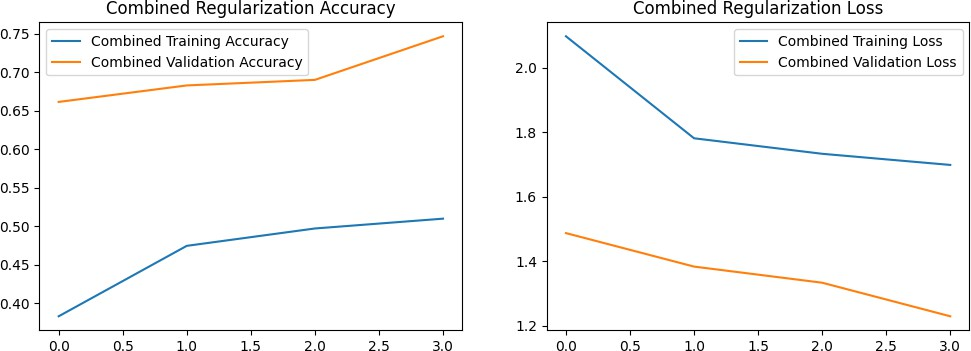 Combined Regularization Accuracy
Combined Training Accuracy
Combined Validation Accuracy
0.75
0.70
0.65
0.60
0.55
0.50
0.45
0.40
0.0 0.5 1.0 1.5 2.0 2.5 3.0
Combined Regularization Loss
Combined Training Loss
Combined Validation Loss
2.0
1.8
1.6
1.4
1.2
0.0 0.5 1.0 1.5 2.0 2.5 3.0